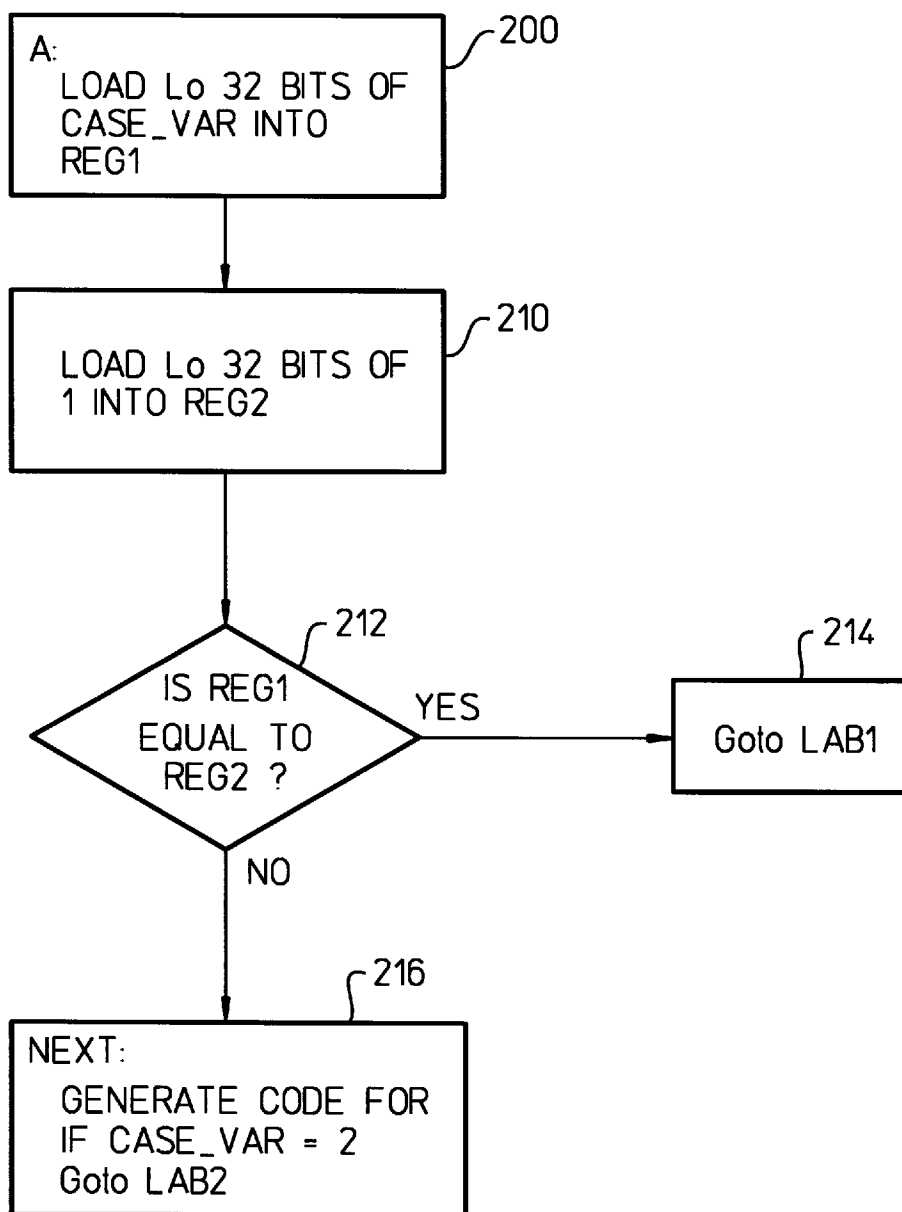 200
A:
LOAD Lo 32 BITS OF
CASE_VAR INTO
REG1
210
LOAD Lo 32 BITS OF
1 INTO REG2
212
IS REG1
EQUAL TO
REG2 ?
YES
214
Goto LAB1
NO
216
NEXT:
GENERATE CODE FOR
IF CASE_VAR = 2
Goto LAB2